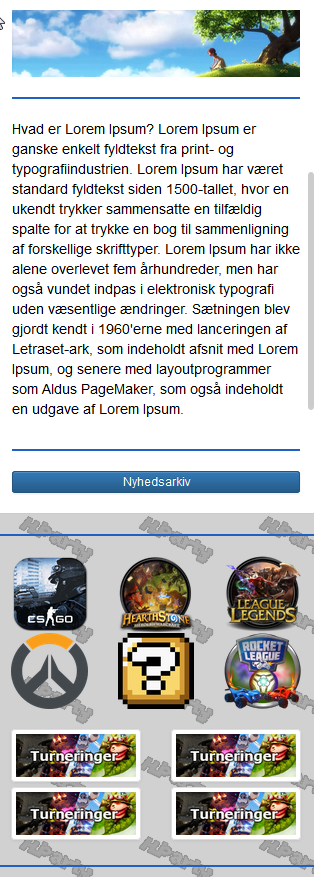 Hvad er Lorem Ipsum? Lorem Ipsum er
ganske enkelt fyldtekst fra print- og
typografiindustrien. Lorem Ipsum har været
standard fyldtekst siden 1500-tallet, hvor en
ukendt trykker sammensatte en tilfældig
spalte for at trykke en bog til sammenligning
af forskellige skrifttyper. Lorem Ipsum har ikke
alene overlevet fem århundreder, men har
også vundet indpas i elektronisk typografi
uden væsentlige ændringer. Sætningen blev
gjordt kendt i 1960'erne med lanceringen af
Letraset-ark, som indeholdt afsnit med Lorem
Ipsum, og senere med layoutprogrammer
som Aldus PageMaker, som også indeholdt
en udgave af Lorem Ipsum.
Nyhedsarkiv
CS GO
HEARTHSTONE
LEAGUE OF
LEGENDS
?
ROCKET
LEAGUE
Turneringer
Turneringer
Turneringer
Turneringer